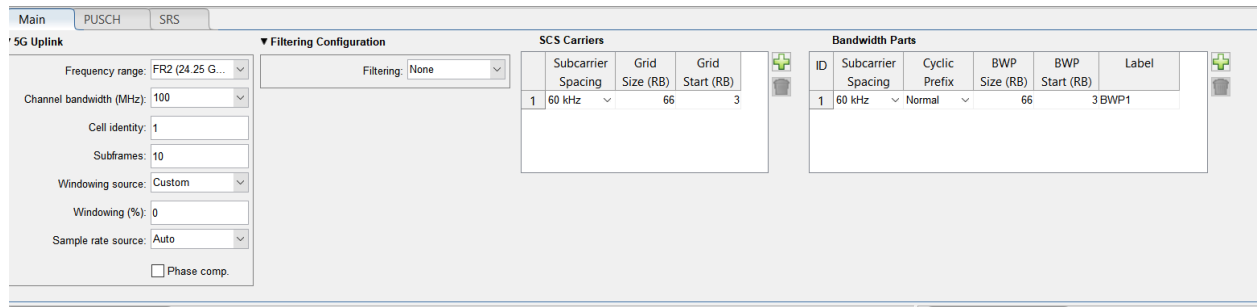 Main PUSCH SRS
5G Uplink
Frequency range: FR2 (24.25 G...
Channel bandwidth (MHz): 100
Cell identity: 1
Subframes: 10
Windowing source: Custom
Windowing (%): 0
Sample rate source: Auto
Phase comp.
Filtering Configuration
Filtering: None
SCS Carriers
Subcarrier Spacing Grid Size (RB) Grid Start (RB)
1 60 kHz 66 3
Bandwidth Parts
ID Subcarrier Spacing Cyclic Prefix BWP Size (RB) BWP Start (RB) Label
1 60 kHz Normal 66 3 BWP1